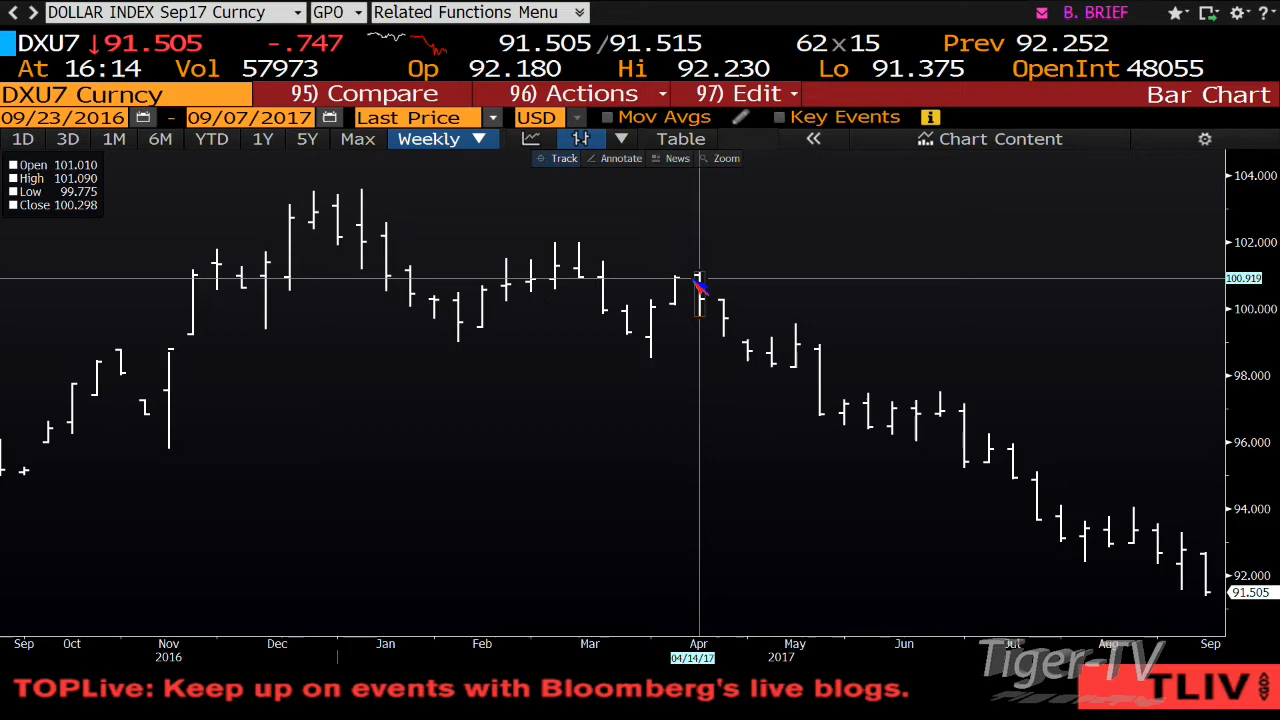 DOLLAR INDEX Sep17 Curncy GPO Related Functions Menu B. BRIEF ?
DXU7 ↓91.505 -.747 91.505/91.515 62x15 Prev 92.252
At 16:14 Vol 57973 Op 92.180 Hi 92.230 Lo 91.375 OpenInt 48055
DXU7 Curncy 95) Compare 96) Actions 97) Edit Bar Chart
09/23/2016 - 09/07/2017 Last Price USD Mov Avgs Key Events i
1D 3D 1M 6M YTD 1Y 5Y Max Weekly Table « Chart Content
Track Annotate News Zoom
Open 101.010
High 101.090
Low 99.775
Close 100.298
104.000
102.000
100.919
100.000
98.000
96.000
94.000
92.000
91.505
Sep Oct Nov Dec Jan Feb Mar Apr May Jun Jul Aug Sep
2016 04/14/17 2017
Tiger-TV
TOPLive: Keep up on events with Bloomberg's live blogs. TLIV